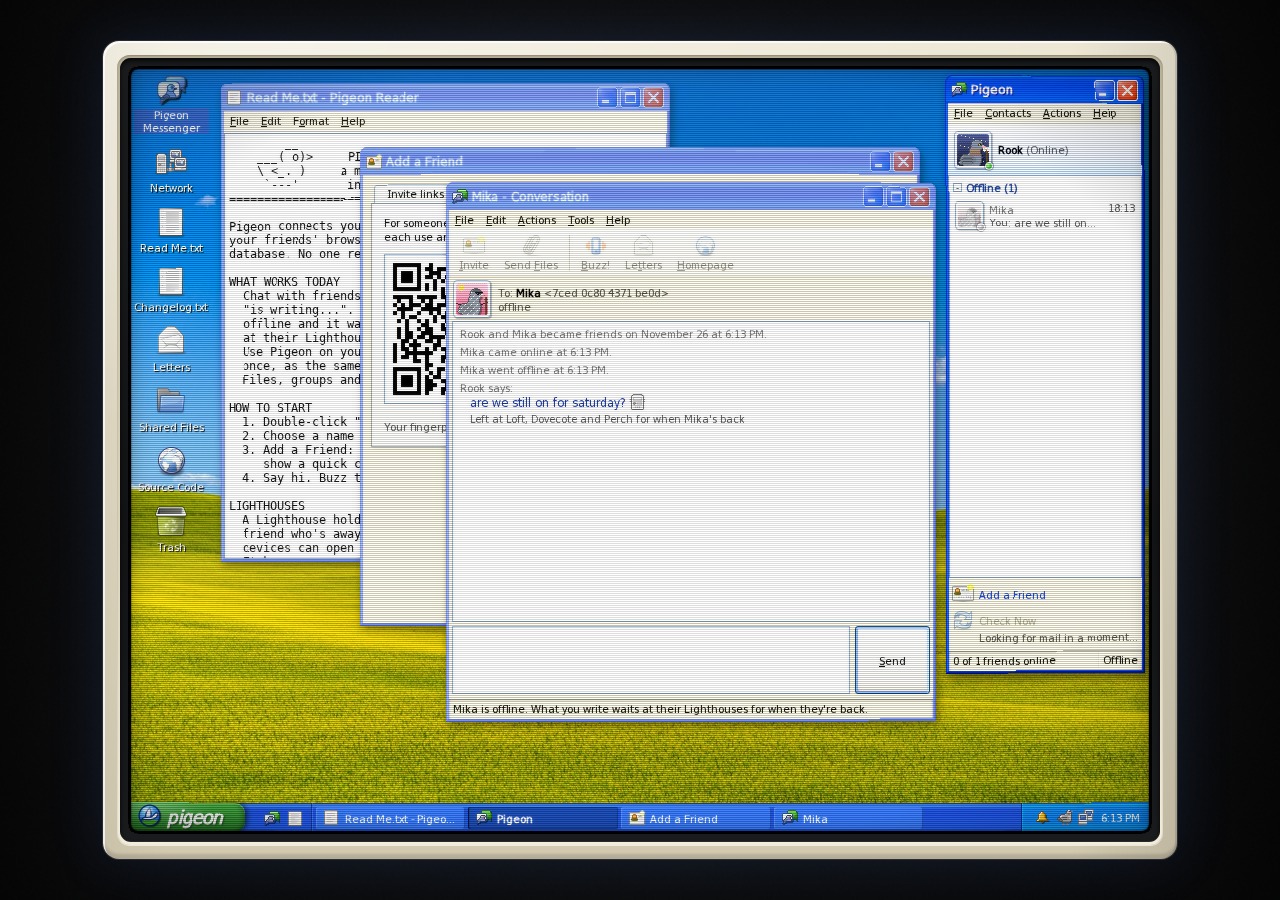 Pigeon
Messenger
Network
Read Me.txt
Changelog.txt
Letters
Shared Files
Source Code
Trash
Read Me.txt - Pigeon Reader
File Edit Format Help
__
___( o)> PI
\ <_. ) a m
`---' in
Pigeon connects you
your friends' brows
database. No one re
WHAT WORKS TODAY
Chat with friends
"is writing...".
offline and it wa
at their Lighthou
Use Pigeon on you
once, as the same
Files, groups and
HOW TO START
1. Double-click "
2. Choose a name
3. Add a Friend:
show a quick c
4. Say hi. Buzz t
LIGHTHOUSES
A Lighthouse hold
friend who's away
cevices can open
Add a Friend
Invite links
For someone
each use an
Your fingerp
Mika - Conversation
File Edit Actions Tools Help
Invite Send Files Buzz! Letters Homepage
To: Mika <7ced 0c80 4371 be0d>
offline
Rook and Mika became friends on November 26 at 6:13 PM.
Mika came online at 6:13 PM.
Mika went offline at 6:13 PM.
Rook says:
are we still on for saturday?
Left at Loft, Dovecote and Perch for when Mika's back
Send
Mika is offline. What you write waits at their Lighthouses for when they're back.
Pigeon
File Contacts Actions Help
Rook (Online)
Offline (1)
Mika 18:13
You: are we still on...
Add a Friend
Check Now
Looking for mail in a moment...
0 of 1 friends online Offline
pigeon Read Me.txt - Pigeo... Pigeon Add a Friend Mika 6:13 PM